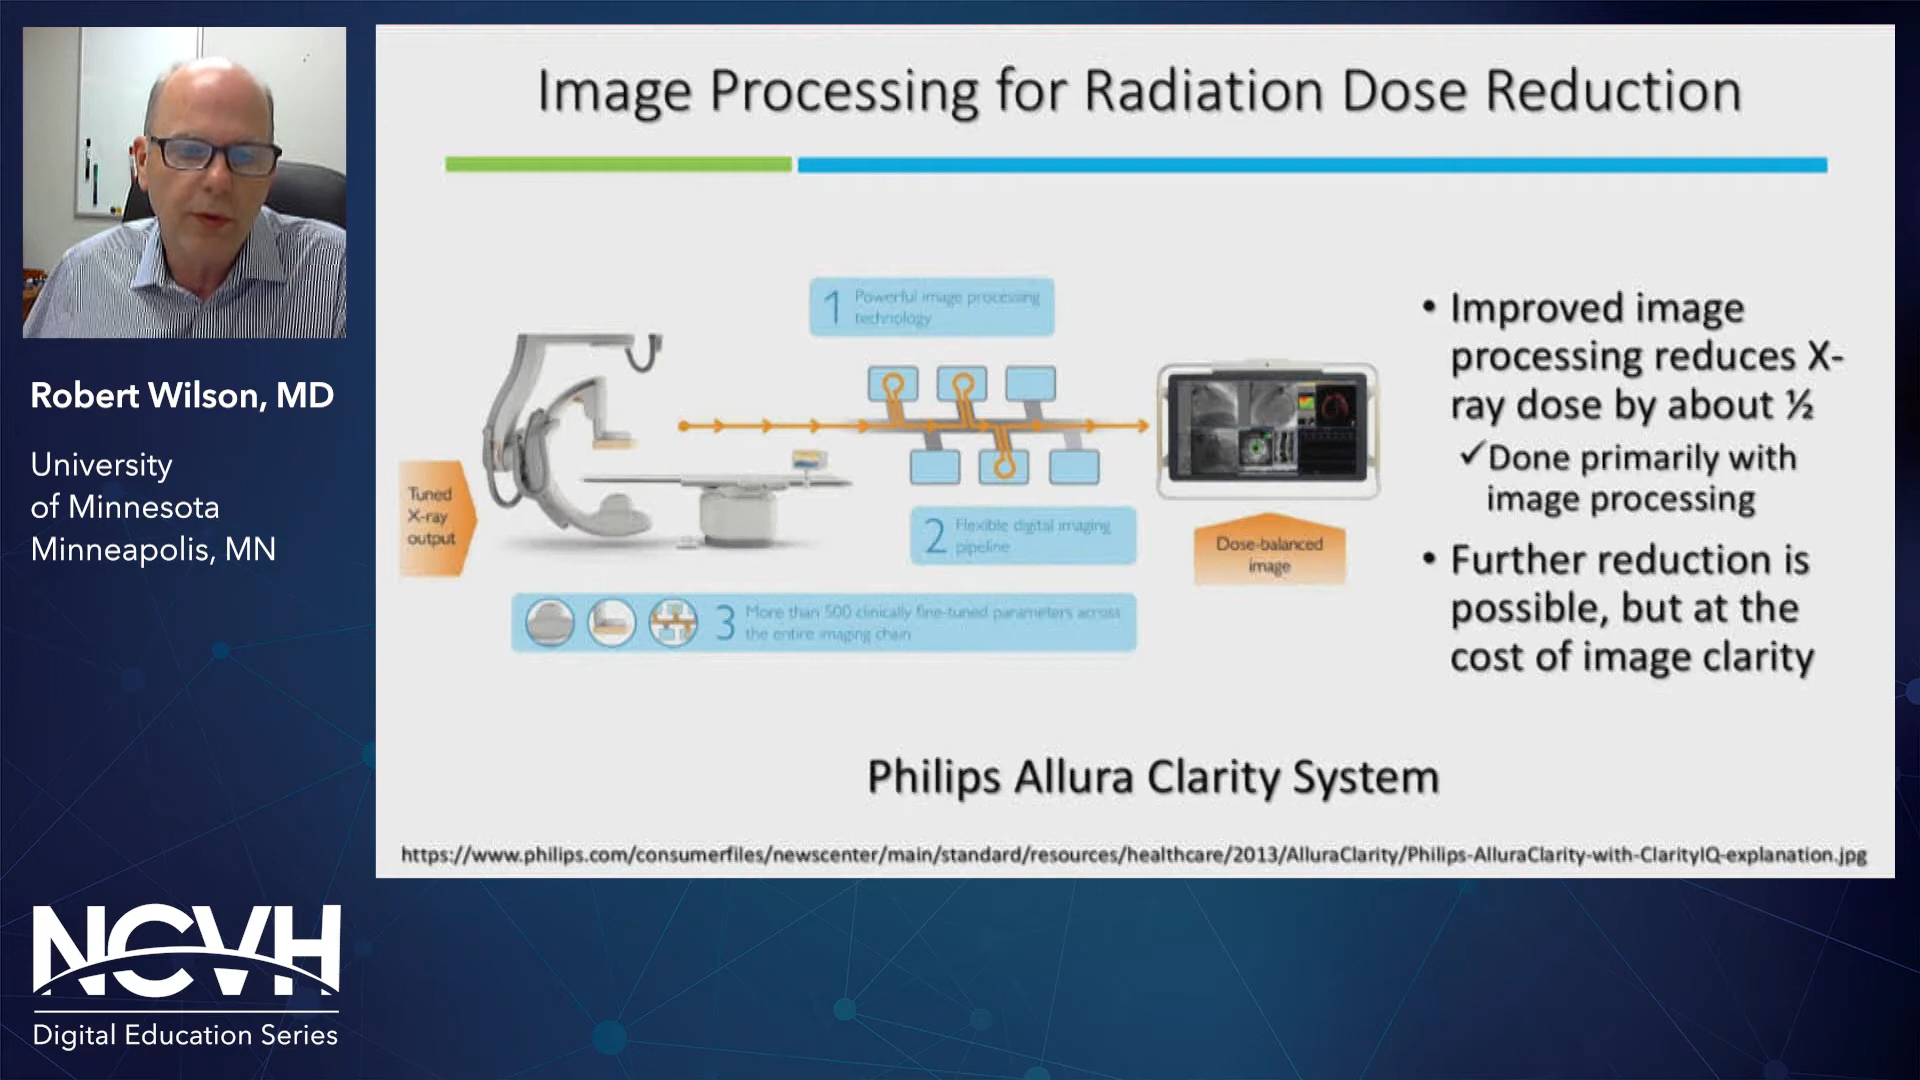 Image Processing for Radiation Dose Reduction
1 Powerful image processing
technology
Tuned
X-ray
output
2 Flexible digital imaging
pipeline
Dose-balanced
image
3 More than 500 clinically fine-tuned parameters across
the entire imaging chain
• Improved image
processing reduces X-
ray dose by about ½
✓Done primarily with
image processing
• Further reduction is
possible, but at the
cost of image clarity
Philips Allura Clarity System
https://www.philips.com/consumerfiles/newscenter/main/standard/resources/healthcare/2013/AlluraClarity/Philips-AlluraClarity-with-ClarityIQ-explanation.jpg
Robert Wilson, MD
University
of Minnesota
Minneapolis, MN
NCVH
Digital Education Series